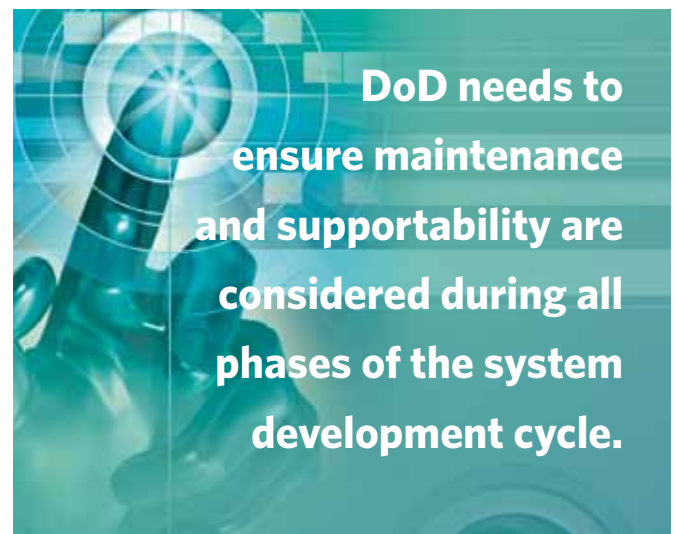 DoD needs to
ensure maintenance
and supportability are
considered during all
phases of the system
development cycle.